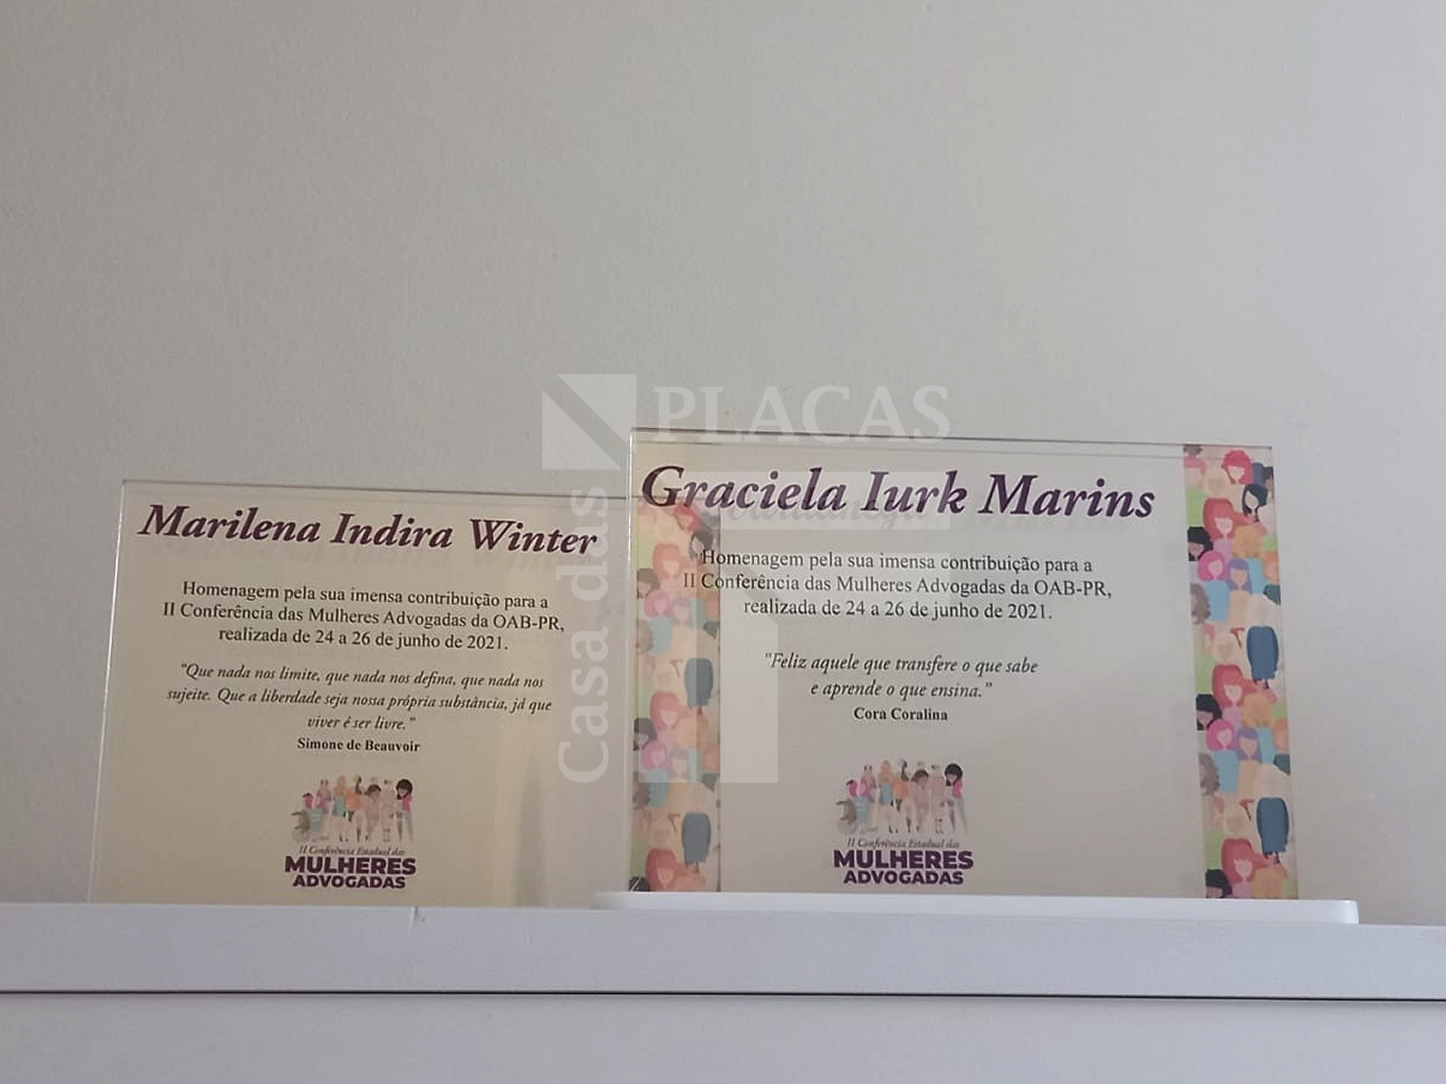 PLACAS
Casa das
Marilena Indira Winter
Homenagem pela sua imensa contribuição para a
II Conferência das Mulheres Advogadas da OAB-PR,
realizada de 24 a 26 de junho de 2021.
"Que nada nos limite, que nada nos defina, que nada nos
sujeite. Que a liberdade seja nossa própria substância, já que
viver é ser livre."
Simone de Beauvoir
II Conferência Estadual das
MULHERES
ADVOGADAS
Graciela Iurk Marins
Homenagem pela sua imensa contribuição para a
II Conferência das Mulheres Advogadas da OAB-PR,
realizada de 24 a 26 de junho de 2021.
"Feliz aquele que transfere o que sabe
e aprende o que ensina."
Cora Coralina
II Conferência Estadual das
MULHERES
ADVOGADAS